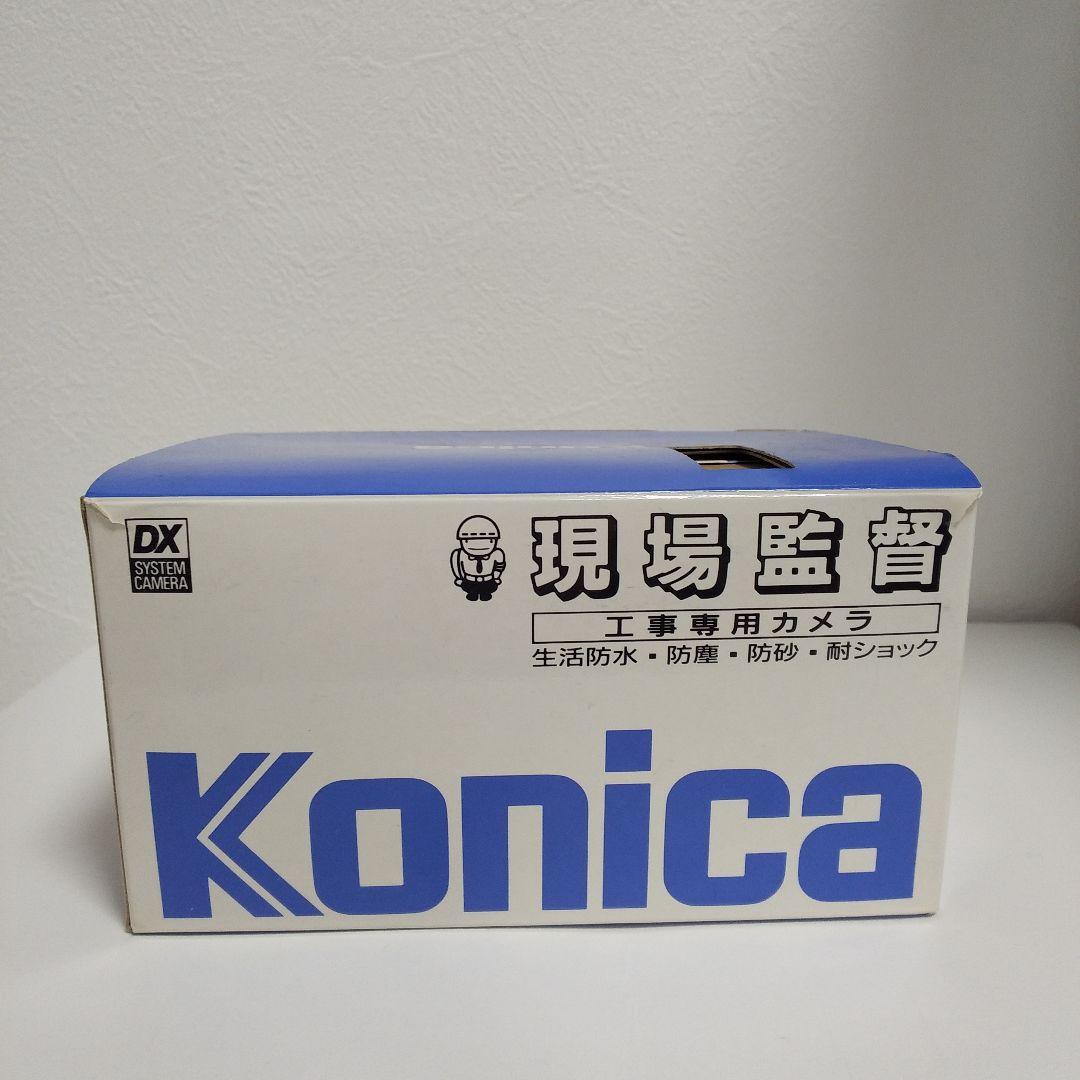 DX
SYSTEM
CAMERA
現場監督
工事専用カメラ
生活防水・防塵・防砂・耐ショック
Konica